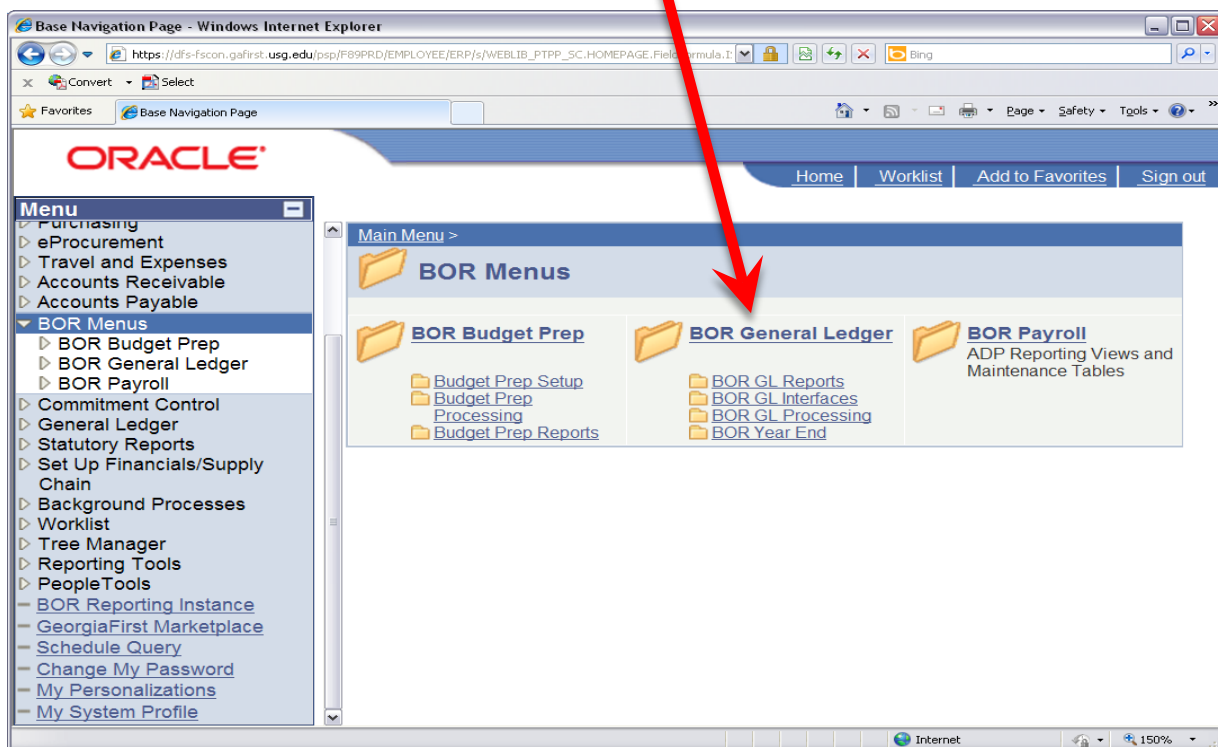 Base Navigation Page - Windows Internet Explorer
https://dfs-fscon.gafirst.usg.edu/psp/F89PRD/EMPLOYEE/ERP/s/WEBLIB_PTPP_SC.HOMEPAGE.Field
Bing
x Convert Select
Favorites Base Navigation Page
Page Safety Tools
ORACLE
Home Worklist Add to Favorites Sign out
Menu
Purchasing
eProcurement
Travel and Expenses
Accounts Receivable
Accounts Payable
BOR Menus
BOR Budget Prep
BOR General Ledger
BOR Payroll
Commitment Control
General Ledger
Statutory Reports
Set Up Financials/Supply
Chain
Background Processes
Worklist
Tree Manager
Reporting Tools
PeopleTools
BOR Reporting Instance
GeorgiaFirst Marketplace
Schedule Query
Change My Password
My Personalizations
My System Profile
Main Menu >
BOR Menus
BOR Budget Prep
Budget Prep Setup
Budget Prep
Processing
Budget Prep Reports
BOR General Ledger
BOR GL Reports
BOR GL Interfaces
BOR GL Processing
BOR Year End
BOR Payroll
ADP Reporting Views and
Maintenance Tables
Internet
150%